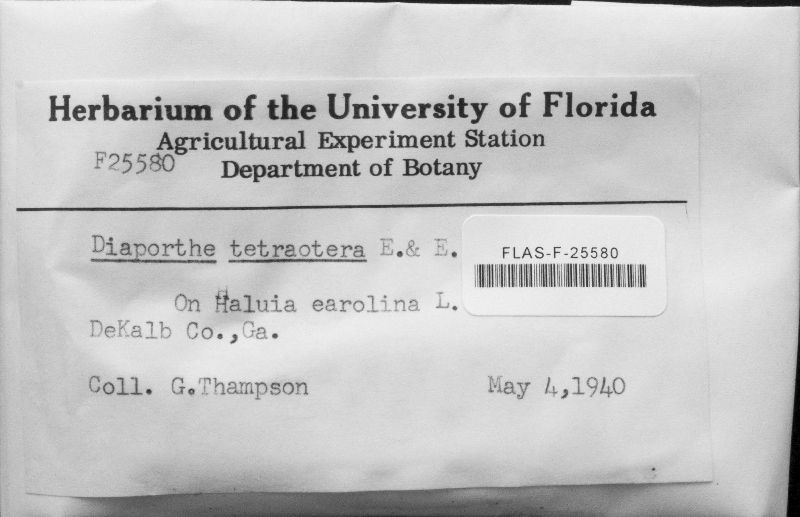 Herbarium of the University of Florida
Agricultural Experiment Station
F25580
Department of Botany
Diaporthe tetraotera E.& E.
FLAS-F-25580
On Haluia earolina L.
DeKalb Co.,Ga.
Coll. G.Thampson
May 4,1940